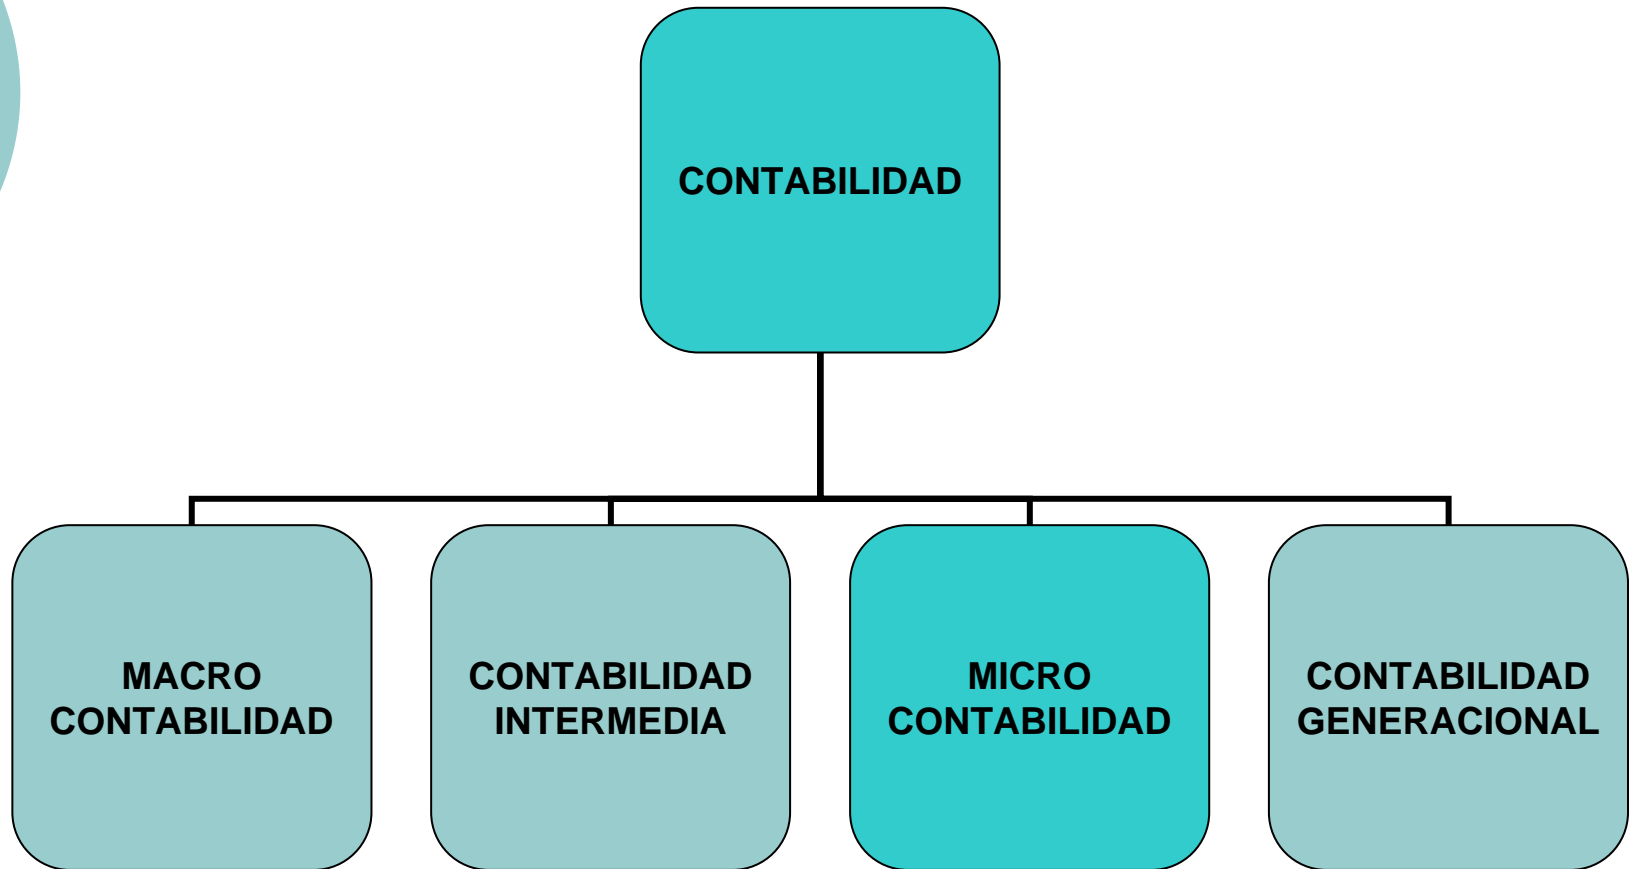 CONTABILIDAD
MACRO
CONTABILIDAD
CONTABILIDAD
INTERMEDIA
MICRO
CONTABILIDAD
CONTABILIDAD
GENERACIONAL